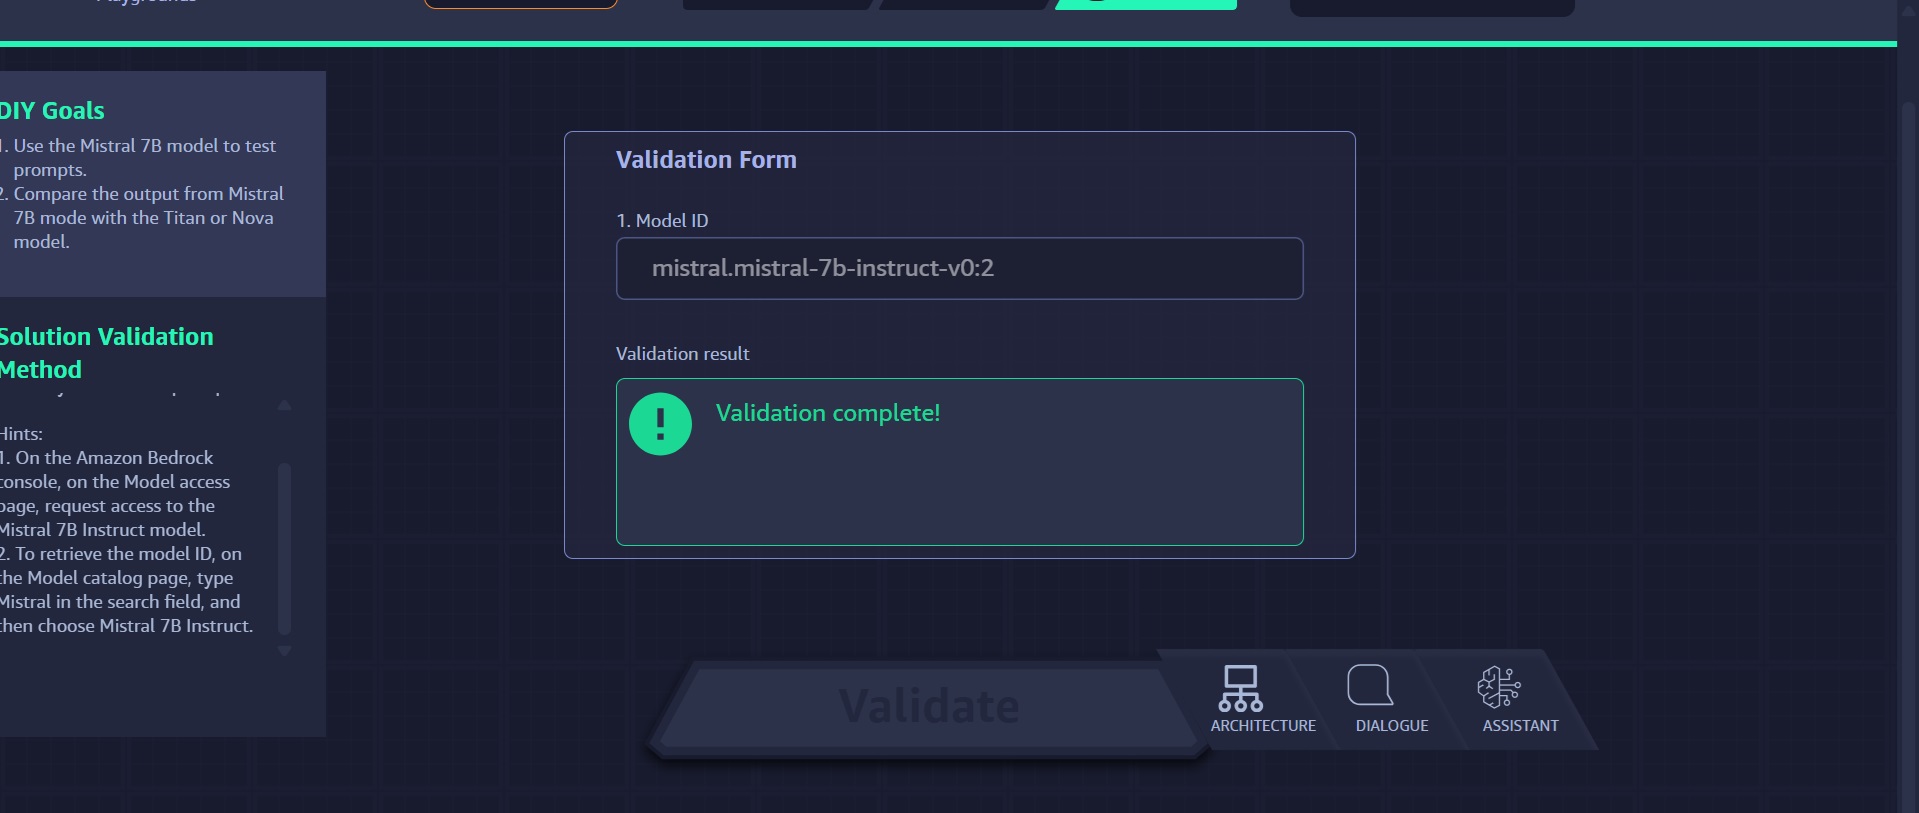 DIY Goals
1. Use the Mistral 7B model to test
prompts.
2. Compare the output from Mistral
7B mode with the Titan or Nova
model.
Solution Validation
Method
Hints:
1. On the Amazon Bedrock
console, on the Model access
page, request access to the
Mistral 7B Instruct model.
2. To retrieve the model ID, on
the Model catalog page, type
Mistral in the search field, and
then choose Mistral 7B Instruct.
Validation Form
1. Model ID
mistral.mistral-7b-instruct-v0:2
Validation result
Validation complete!
Validate
ARCHITECTURE
DIALOGUE
ASSISTANT